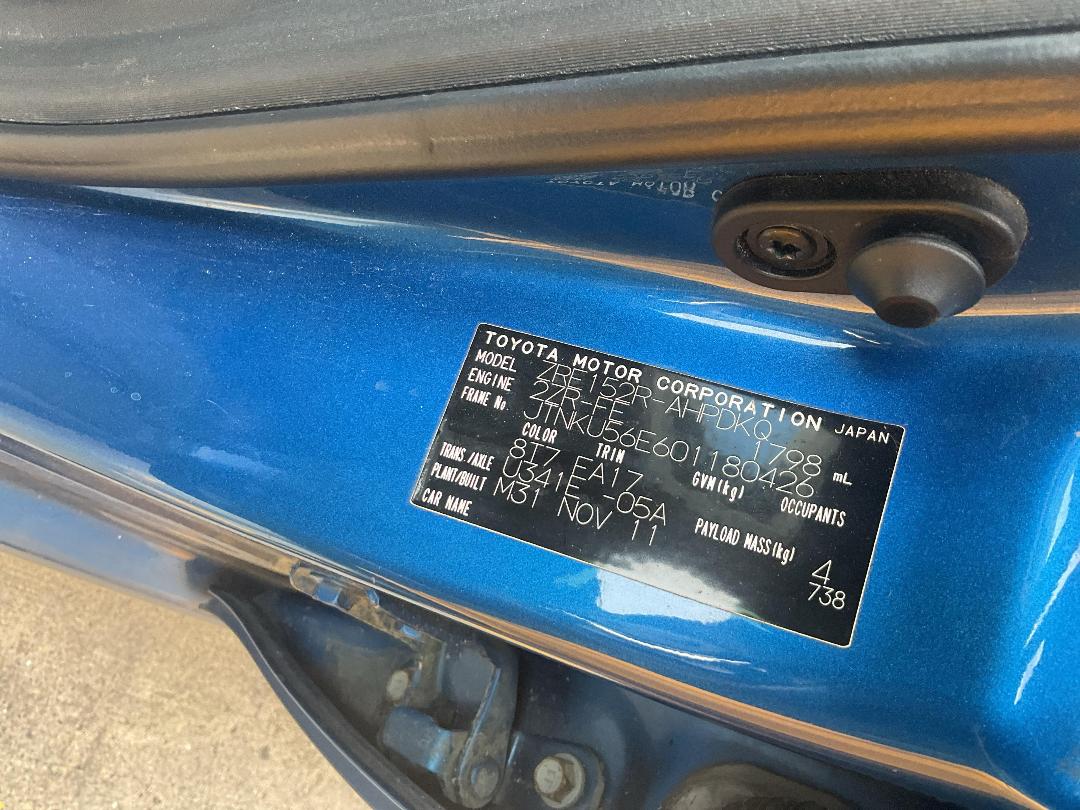 TOYOTA MOTOR CORPORATION JAPAN
MODEL ZRE152R-AHPDKQ
ENGINE 2ZR-FE 1798 mL
FRAME No. JTNKU56E601180426
COLOR TRIM GVM(kg) OCCUPANTS
8T7 EA17
TRANS/AXLE U341E -05A PAYLOAD MASS(kg) 4
PLANT/BUILT M31 NOV 11 738
CAR NAME